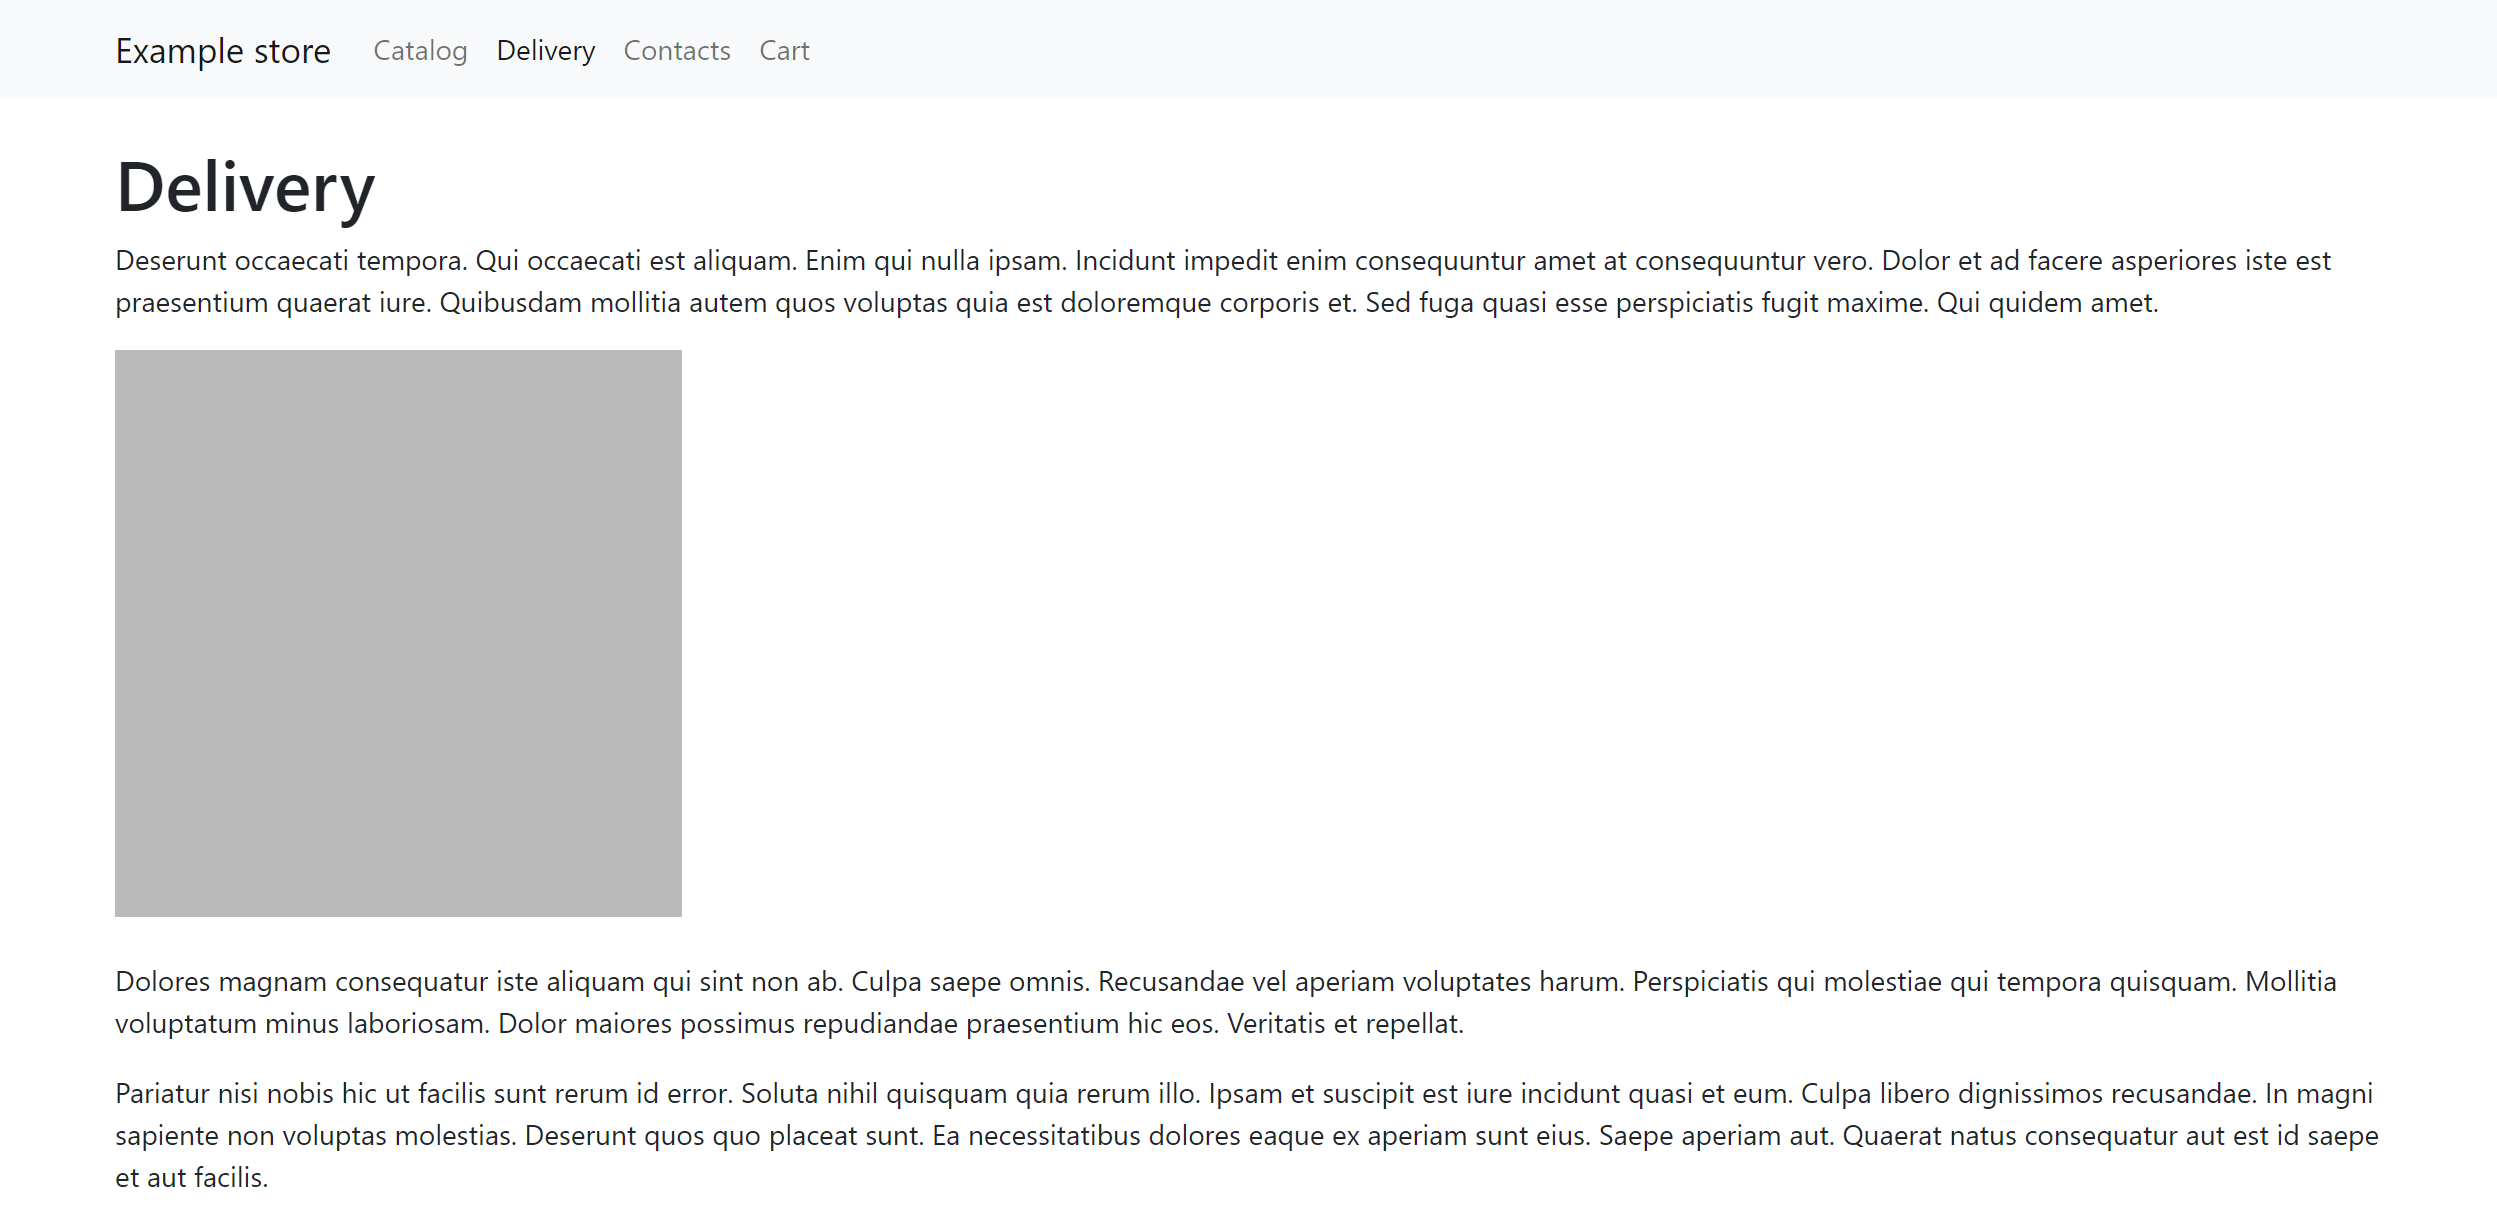 Example store Catalog Delivery Contacts Cart
Delivery
Deserunt occaecati tempora. Qui occaecati est aliquam. Enim qui nulla ipsam. Incidunt impedit enim consequuntur amet at consequuntur vero. Dolor et ad facere asperiores iste est
praesentium quaerat iure. Quibusdam mollitia autem quos voluptas quia est doloremque corporis et. Sed fuga quasi esse perspiciatis fugit maxime. Qui quidem amet.
Dolores magnam consequatur iste aliquam qui sint non ab. Culpa saepe omnis. Recusandae vel aperiam voluptates harum. Perspiciatis qui molestiae qui tempora quisquam. Mollitia
voluptatum minus laboriosam. Dolor maiores possimus repudiandae praesentium hic eos. Veritatis et repellat.
Pariatur nisi nobis hic ut facilis sunt rerum id error. Soluta nihil quisquam quia rerum illo. Ipsam et suscipit est iure incidunt quasi et eum. Culpa libero dignissimos recusandae. In magni
sapiente non voluptas molestias. Deserunt quos quo placeat sunt. Ea necessitatibus dolores eaque ex aperiam sunt eius. Saepe aperiam aut. Quaerat natus consequatur aut est id saepe
et aut facilis.